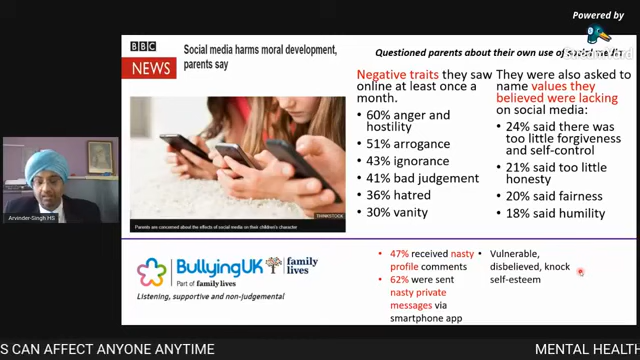 Powered by
BBC
NEWS
Social media harms moral development,
parents say
Questioned parents about their own use of social media
Negative traits they saw
online at least once a
month.
• 60% anger and
hostility
• 51% arrogance
• 43% ignorance
• 41% bad judgement
• 36% hatred
• 30% vanity
They were also asked to
name values they
believed were lacking
on social media:
• 24% said there was
too little forgiveness
and self-control
• 21% said too little
honesty
• 20% said fairness
• 18% said humility
THINKSTOCK
Parents are concerned about the effects of social media on their children's character
Arvinder-Singh HS
BullyingUK
Part of family lives
family
lives
Listening, supportive and non-judgemental
• 47% received nasty
profile comments
• 62% were sent
nasty private
messages via
smartphone app
• Vulnerable,
disbelieved, knock
self-esteem
S CAN AFFECT ANYONE ANYTIME
MENTAL HEALTH